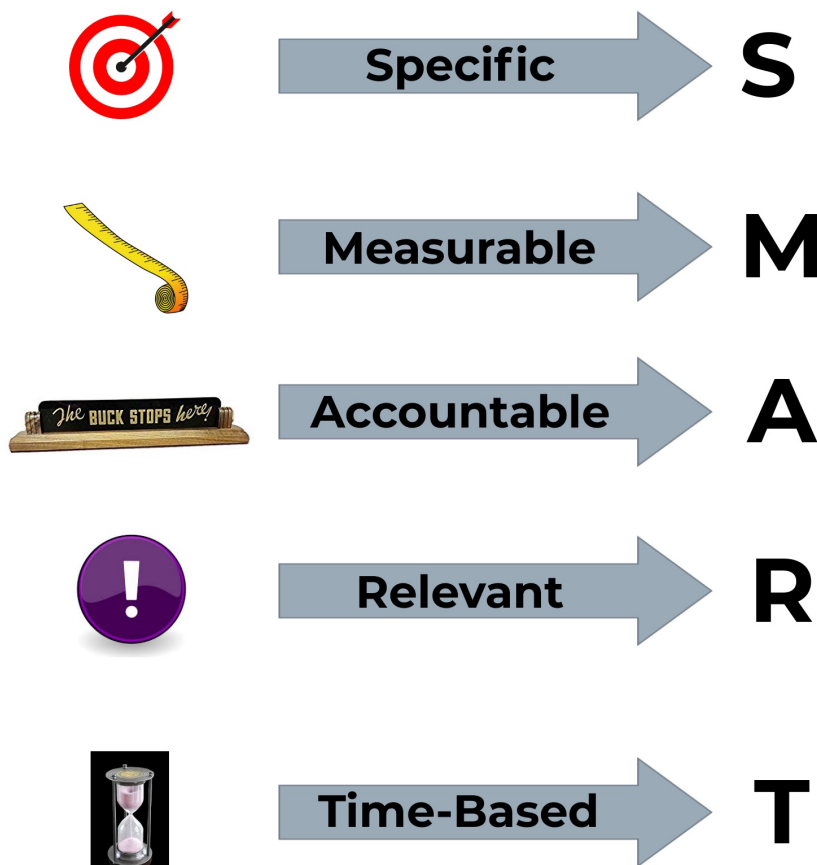 Specific
S
Measurable
M
The BUCK STOPS here!
Accountable
A
!
Relevant
R
Time-Based
T